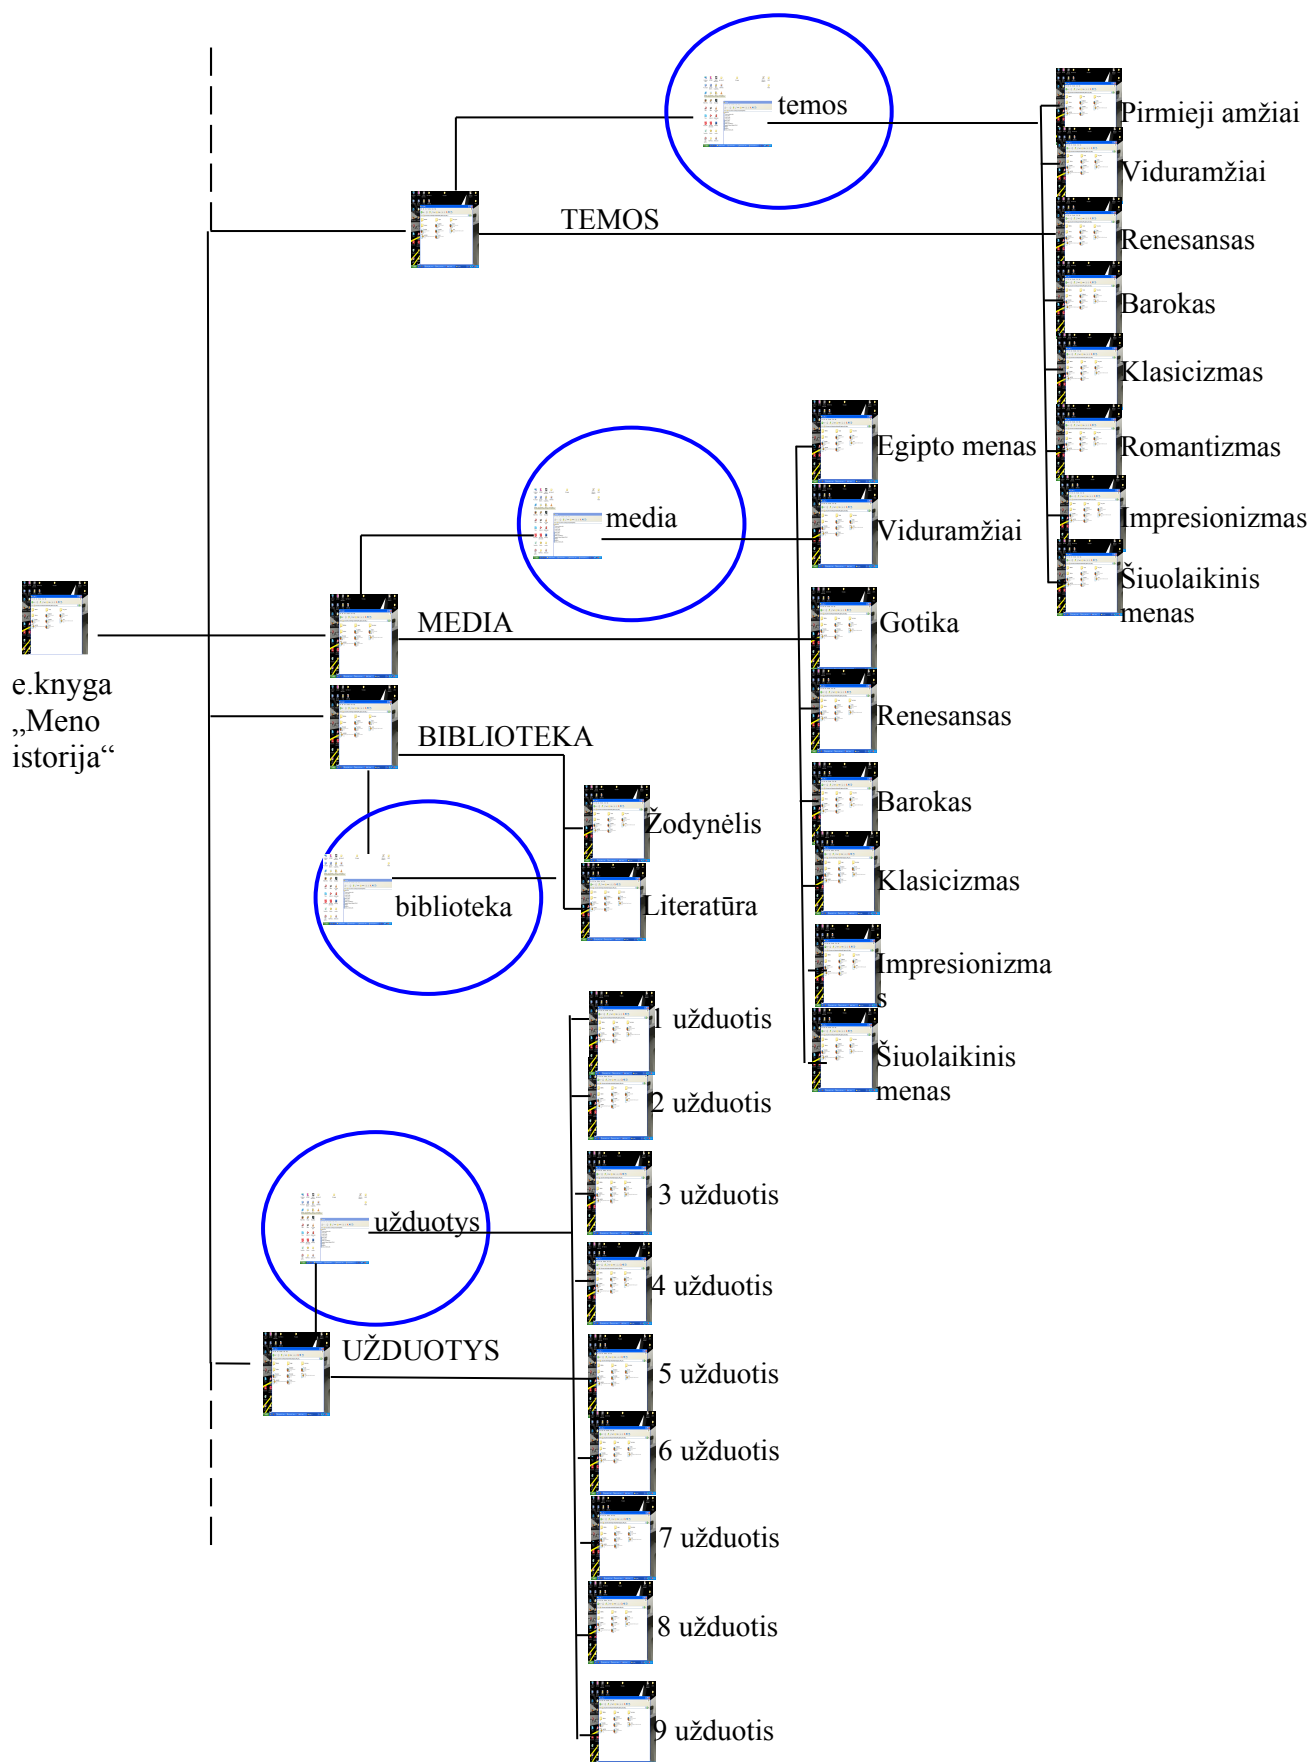 temos
Pirmieji amžiai
Viduramžiai
TEMOS
Renesansas
Barokas
Klasicizmas
Romantizmas
Impresionizmas
Šiuolaikinis
menas
Egipto menas
media
Viduramžiai
MEDIA
Gotika
e.knyga
„Meno
istorija“
Renesansas
BIBLIOTEKA
Barokas
Žodynėlis
Klasicizmas
biblioteka
Literatūra
Impresionizma
s
Šiuolaikinis
menas
1 užduotis
2 užduotis
3 užduotis
užduotys
4 užduotis
UŽDUOTYS
5 užduotis
6 užduotis
7 užduotis
8 užduotis
9 užduotis